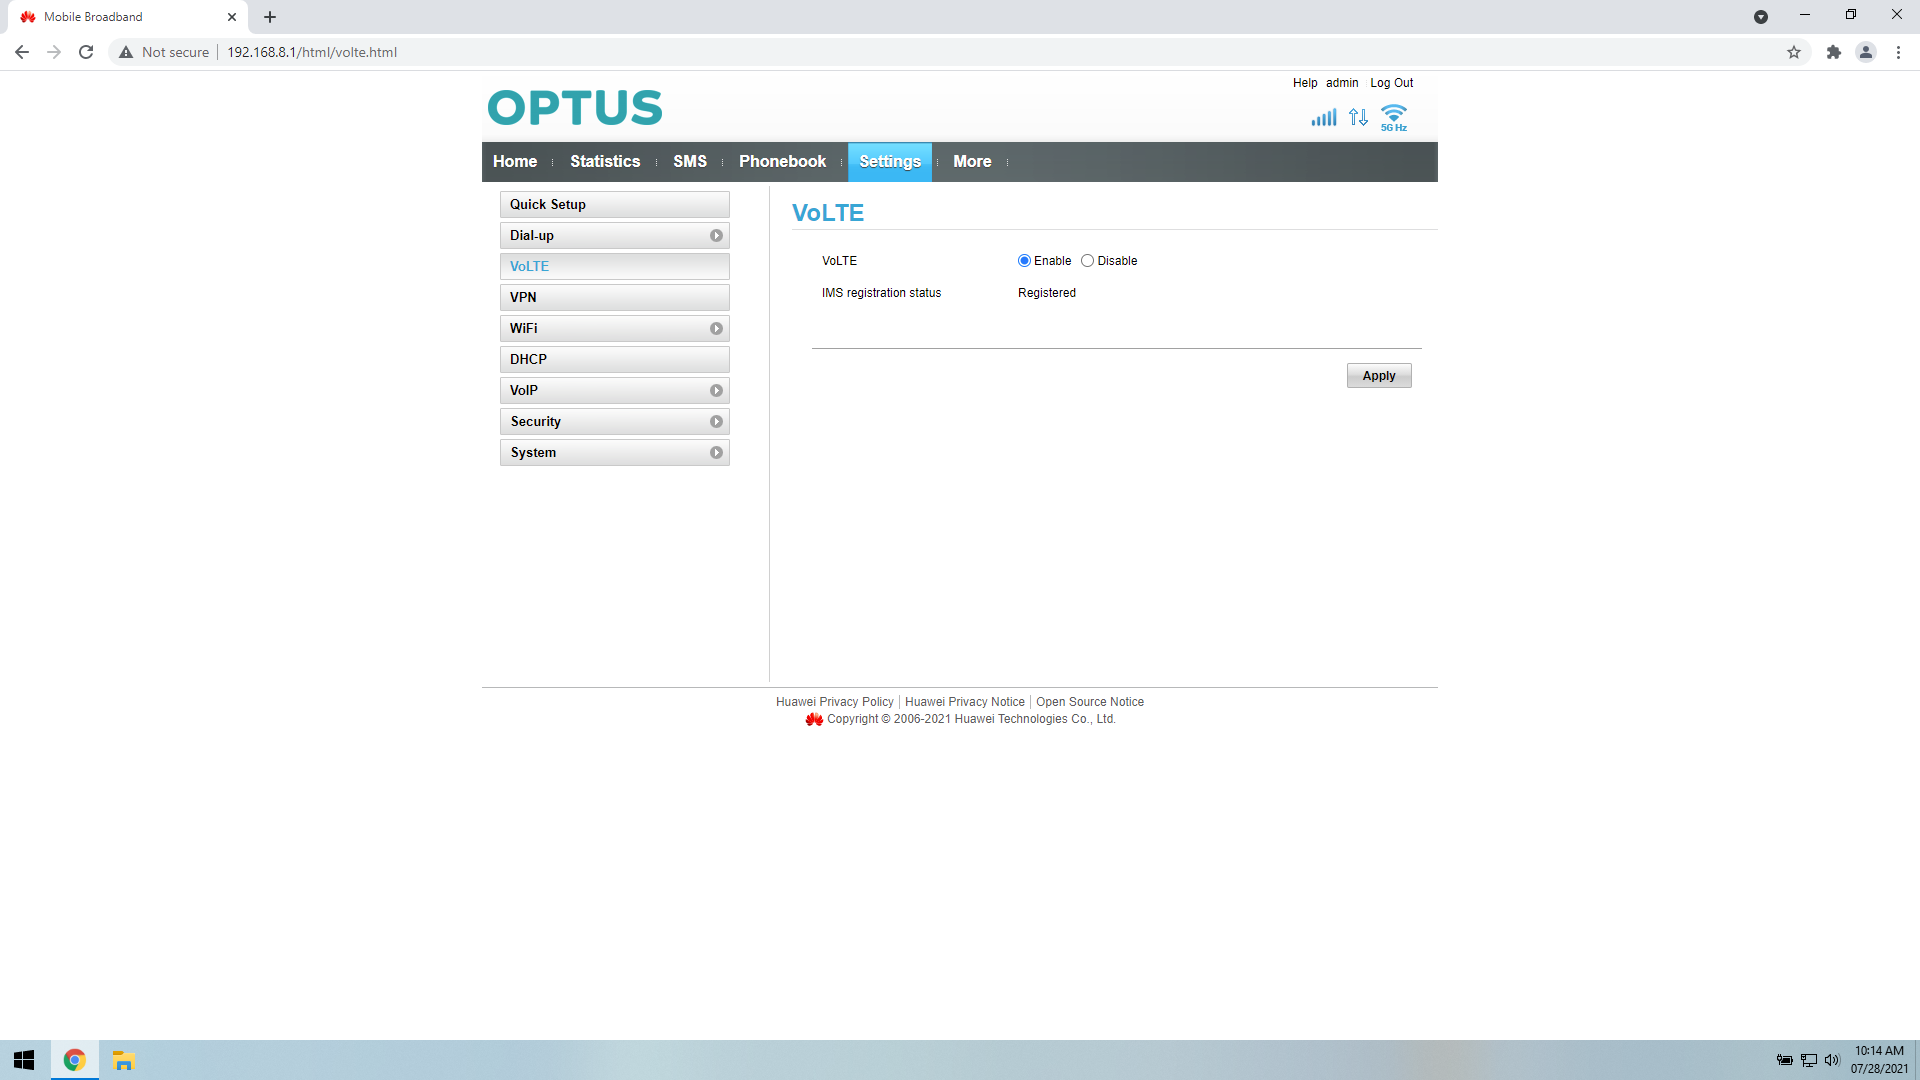 Mobile Broadband
Not secure 192.168.8.1/html/volte.html
Help admin Log Out
OPTUS
5G Hz
Home Statistics SMS Phonebook Settings More
Quick Setup
Dial-up
VoLTE
VPN
WiFi
DHCP
VoIP
Security
System
VoLTE
VoLTE Enable Disable
IMS registration status Registered
Apply
Huawei Privacy Policy Huawei Privacy Notice Open Source Notice
Copyright © 2006-2021 Huawei Technologies Co., Ltd.
10:14 AM
07/28/2021